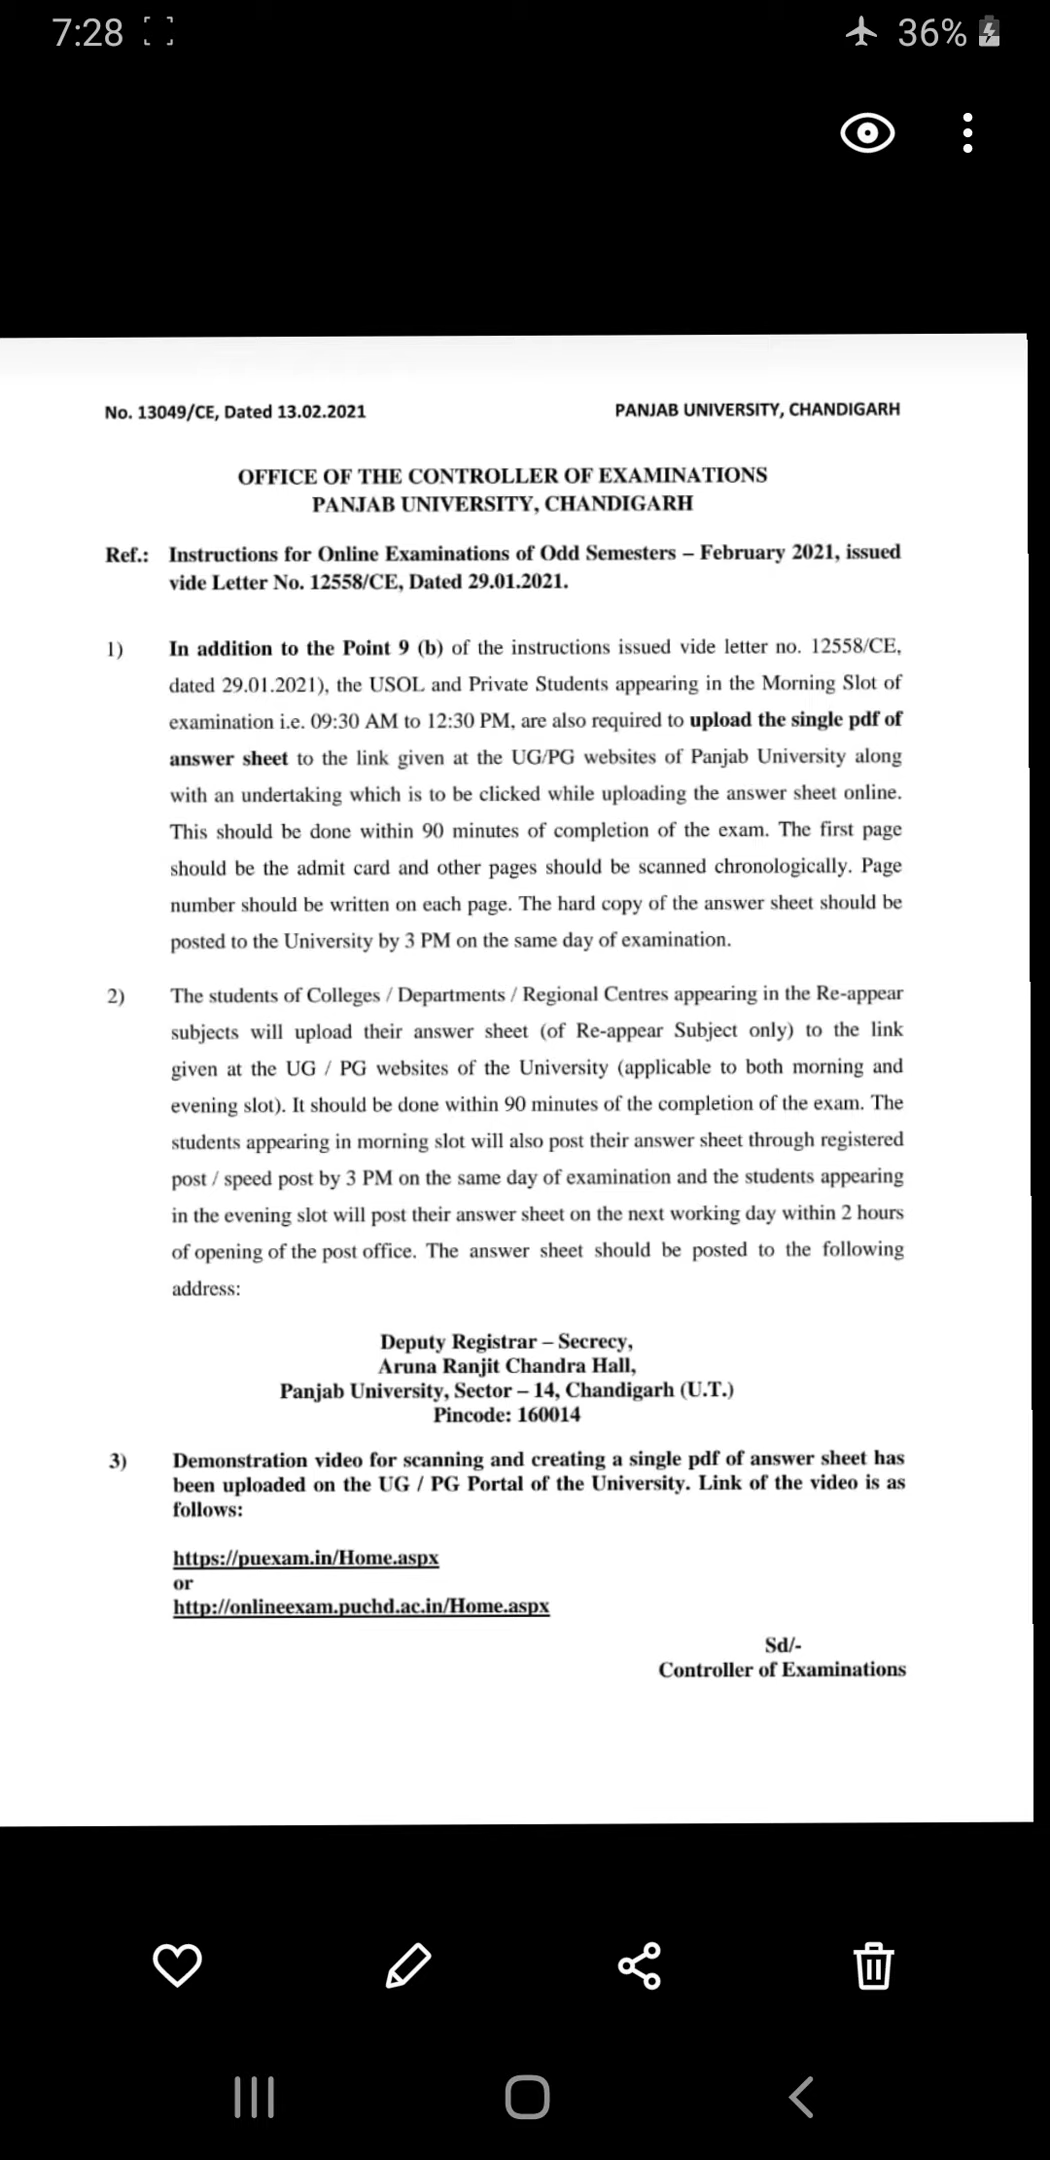 7:28
36%
No. 13049/CE, Dated 13.02.2021 PANJAB UNIVERSITY, CHANDIGARH
OFFICE OF THE CONTROLLER OF EXAMINATIONS
PANJAB UNIVERSITY, CHANDIGARH
Ref.: Instructions for Online Examinations of Odd Semesters – February 2021, issued
vide Letter No. 12558/CE, Dated 29.01.2021.
1) In addition to the Point 9 (b) of the instructions issued vide letter no. 12558/CE,
dated 29.01.2021), the USOL and Private Students appearing in the Morning Slot of
examination i.e. 09:30 AM to 12:30 PM, are also required to upload the single pdf of
answer sheet to the link given at the UG/PG websites of Panjab University along
with an undertaking which is to be clicked while uploading the answer sheet online.
This should be done within 90 minutes of completion of the exam. The first page
should be the admit card and other pages should be scanned chronologically. Page
number should be written on each page. The hard copy of the answer sheet should be
posted to the University by 3 PM on the same day of examination.
2) The students of Colleges / Departments / Regional Centres appearing in the Re-appear
subjects will upload their answer sheet (of Re-appear Subject only) to the link
given at the UG / PG websites of the University (applicable to both morning and
evening slot). It should be done within 90 minutes of the completion of the exam. The
students appearing in morning slot will also post their answer sheet through registered
post / speed post by 3 PM on the same day of examination and the students appearing
in the evening slot will post their answer sheet on the next working day within 2 hours
of opening of the post office. The answer sheet should be posted to the following
address:
Deputy Registrar – Secrecy,
Aruna Ranjit Chandra Hall,
Panjab University, Sector – 14, Chandigarh (U.T.)
Pincode: 160014
3) Demonstration video for scanning and creating a single pdf of answer sheet has
been uploaded on the UG / PG Portal of the University. Link of the video is as
follows:
https://puexam.in/Home.aspx
or
http://onlineexam.puchd.ac.in/Home.aspx
Sd/-
Controller of Examinations